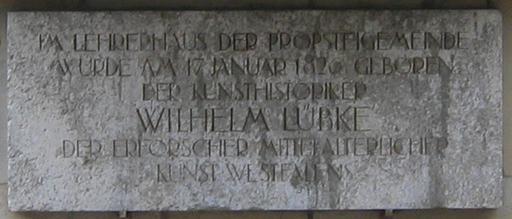 IM LEHRERHAUS DER PROPSTEIGEMEINDE
WURDE AM 17. JANUAR 1826 GEBOREN
DER KUNSTHISTORIKER
WILHELM LÜBKE
DER ERFORSCHER MITTELALTERLICHER
KUNST WESTFALENS